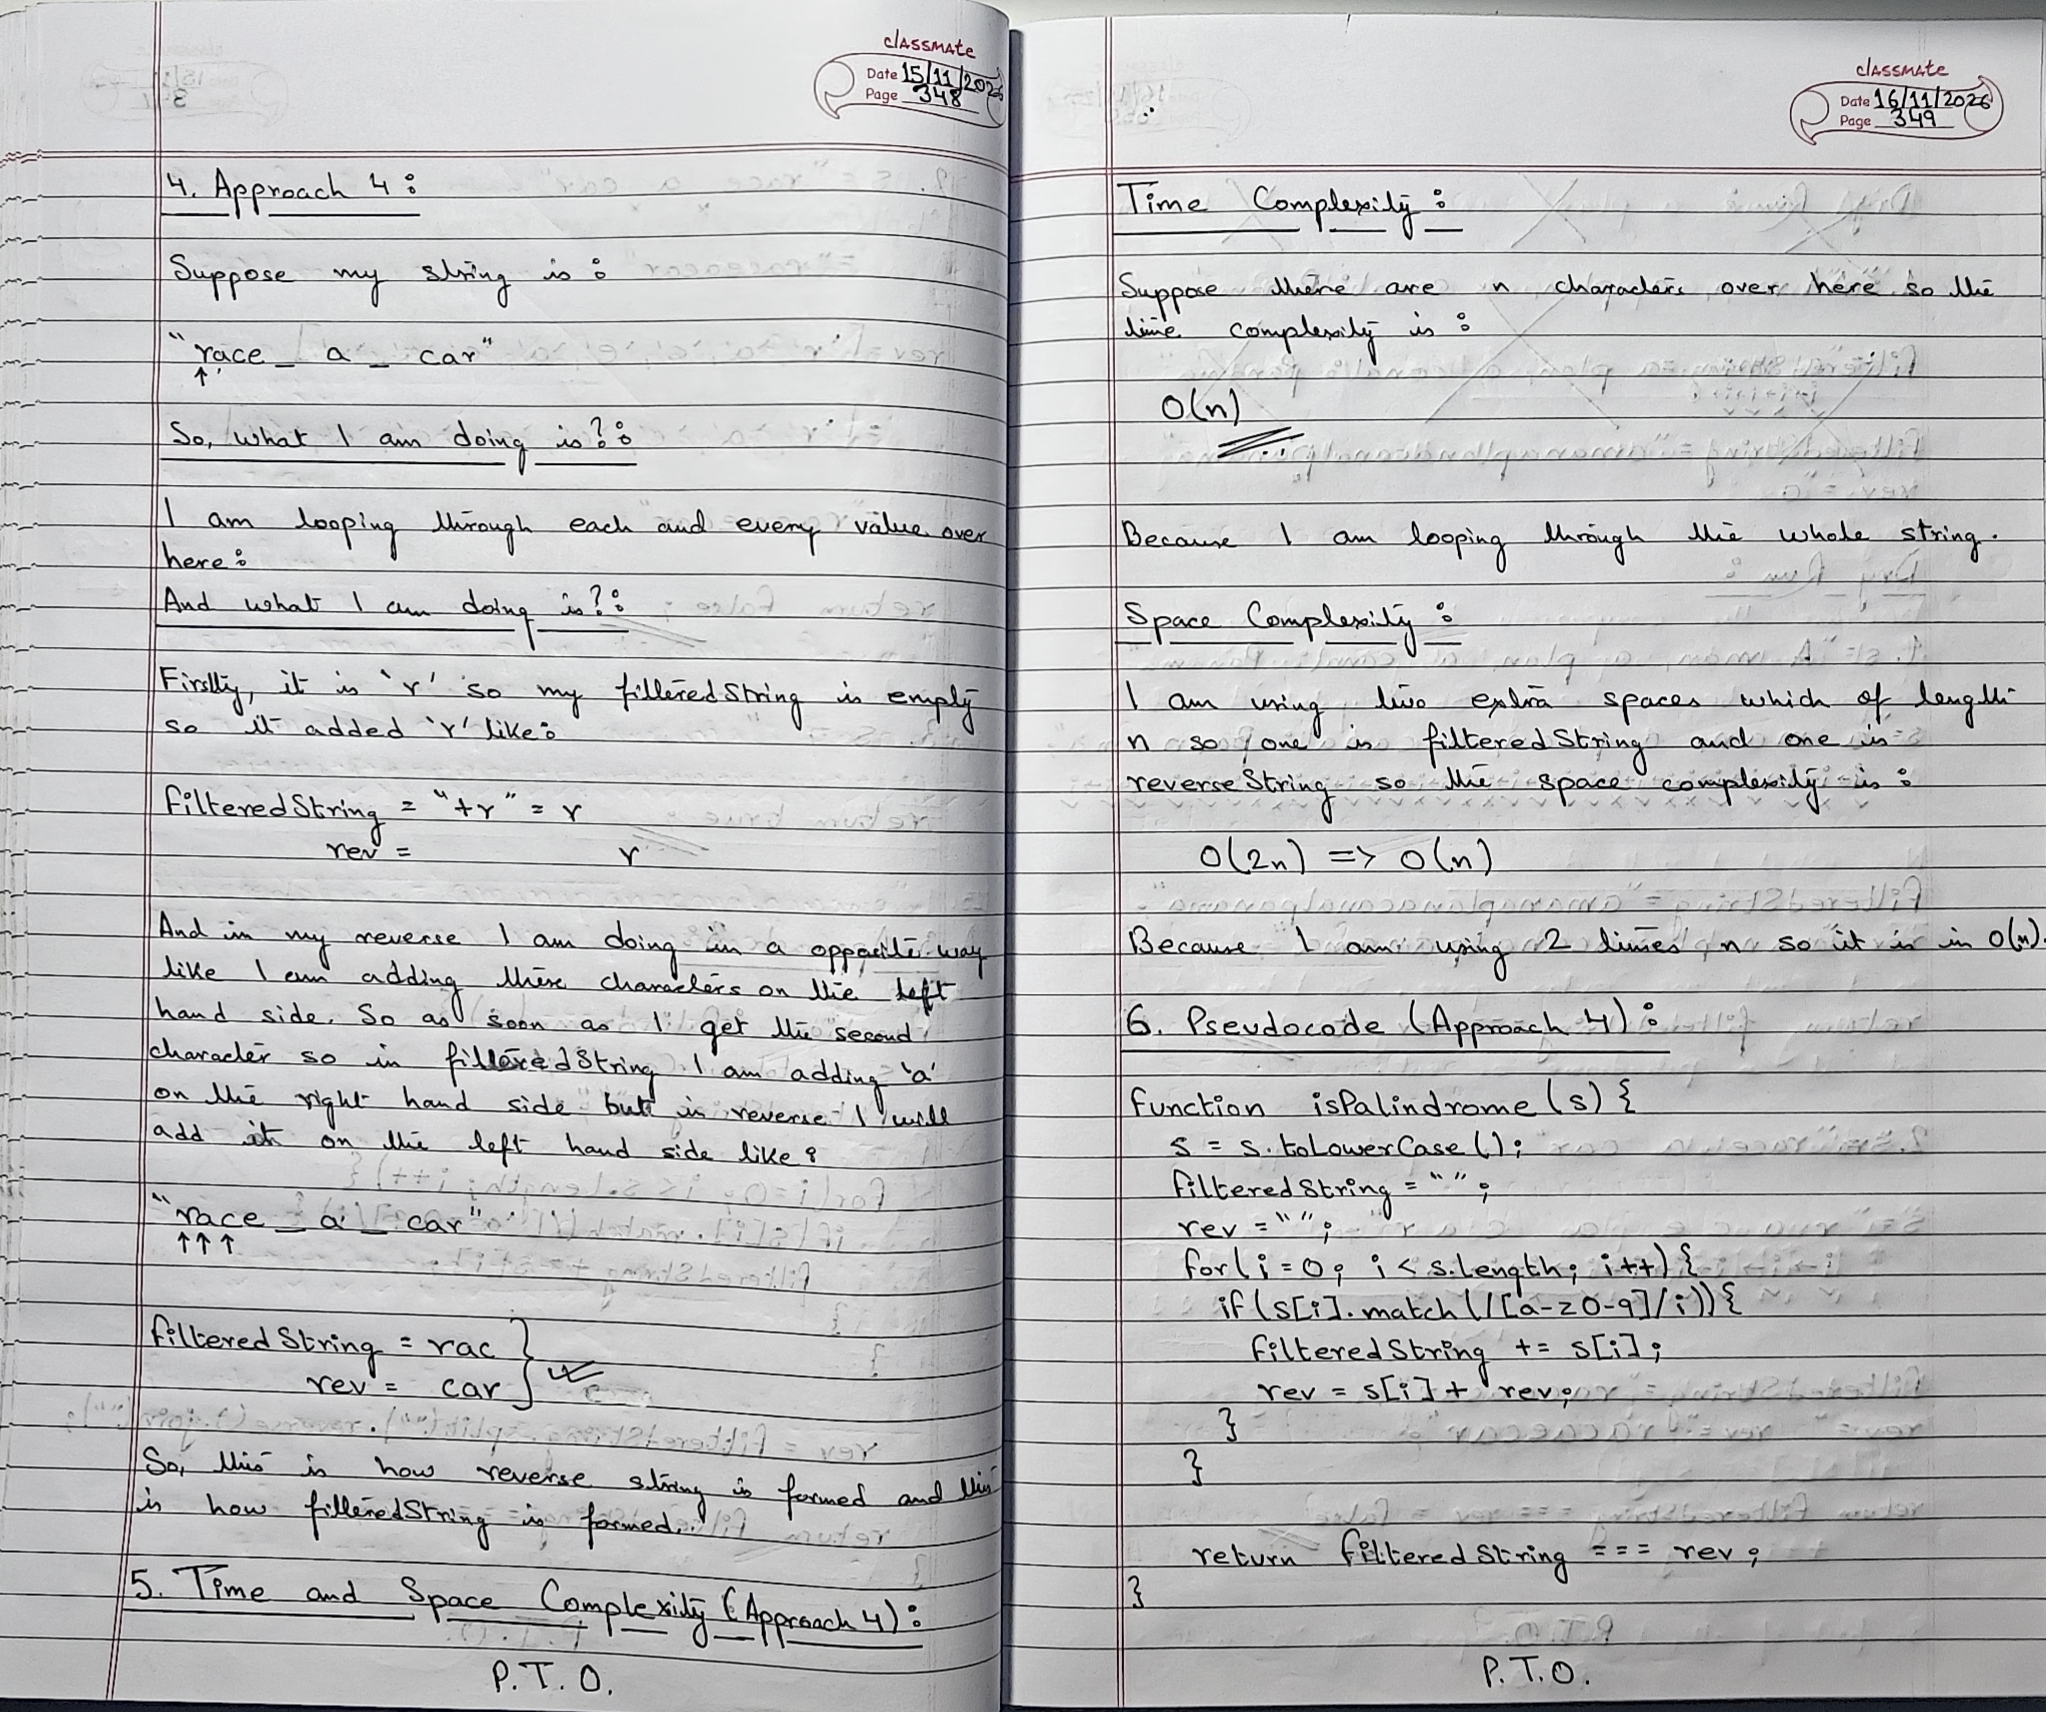 classmate
Date 15/11/2026
Page 348
4. Approach 4:
Suppose my string is:
"race_a_car"
↑
So, what I am doing is?:
I am looping through each and every value over
here:
And what I am doing is?:
Firstly, it is 'r' so my filteredString is empty
so it added 'r' like:
filteredString = "+r" = r
rev = r
And in my reverse I am doing in a opposite way
like I am adding these characters on the left
hand side. So as soon as I get the second
character so in filteredString I am adding 'a'
on the right hand side but in reverse I will
add it on the left hand side like:
"race_a_car"
↑↑↑
filteredString = rac }
rev = car }
So, this is how reverse string is formed and this
is how filteredString is formed.
5. Time and Space Complexity (Approach 4):
P.T.O.
classmate
Date 16/11/2026
Page 349
Time Complexity:
Suppose there are n characters over here so the
time complexity is:
O(n)
Because I am looping through the whole string.
Space Complexity:
I am using two extra spaces which of length
n so one is filteredString and one is
reverseString so the space complexity is:
O(2n) => O(n)
Because I am using 2 times n so it is in O(n).
6. Pseudocode (Approach 4):
function isPalindrome(s){
s = s.toLowerCase();
filteredString = "";
rev = "";
for(i=0; i<s.length; i++){
if(s[i].match(/[a-z0-9]/i)){
filteredString += s[i];
rev = s[i] + rev;
}
}
return filteredString === rev;
}
P.T.O.